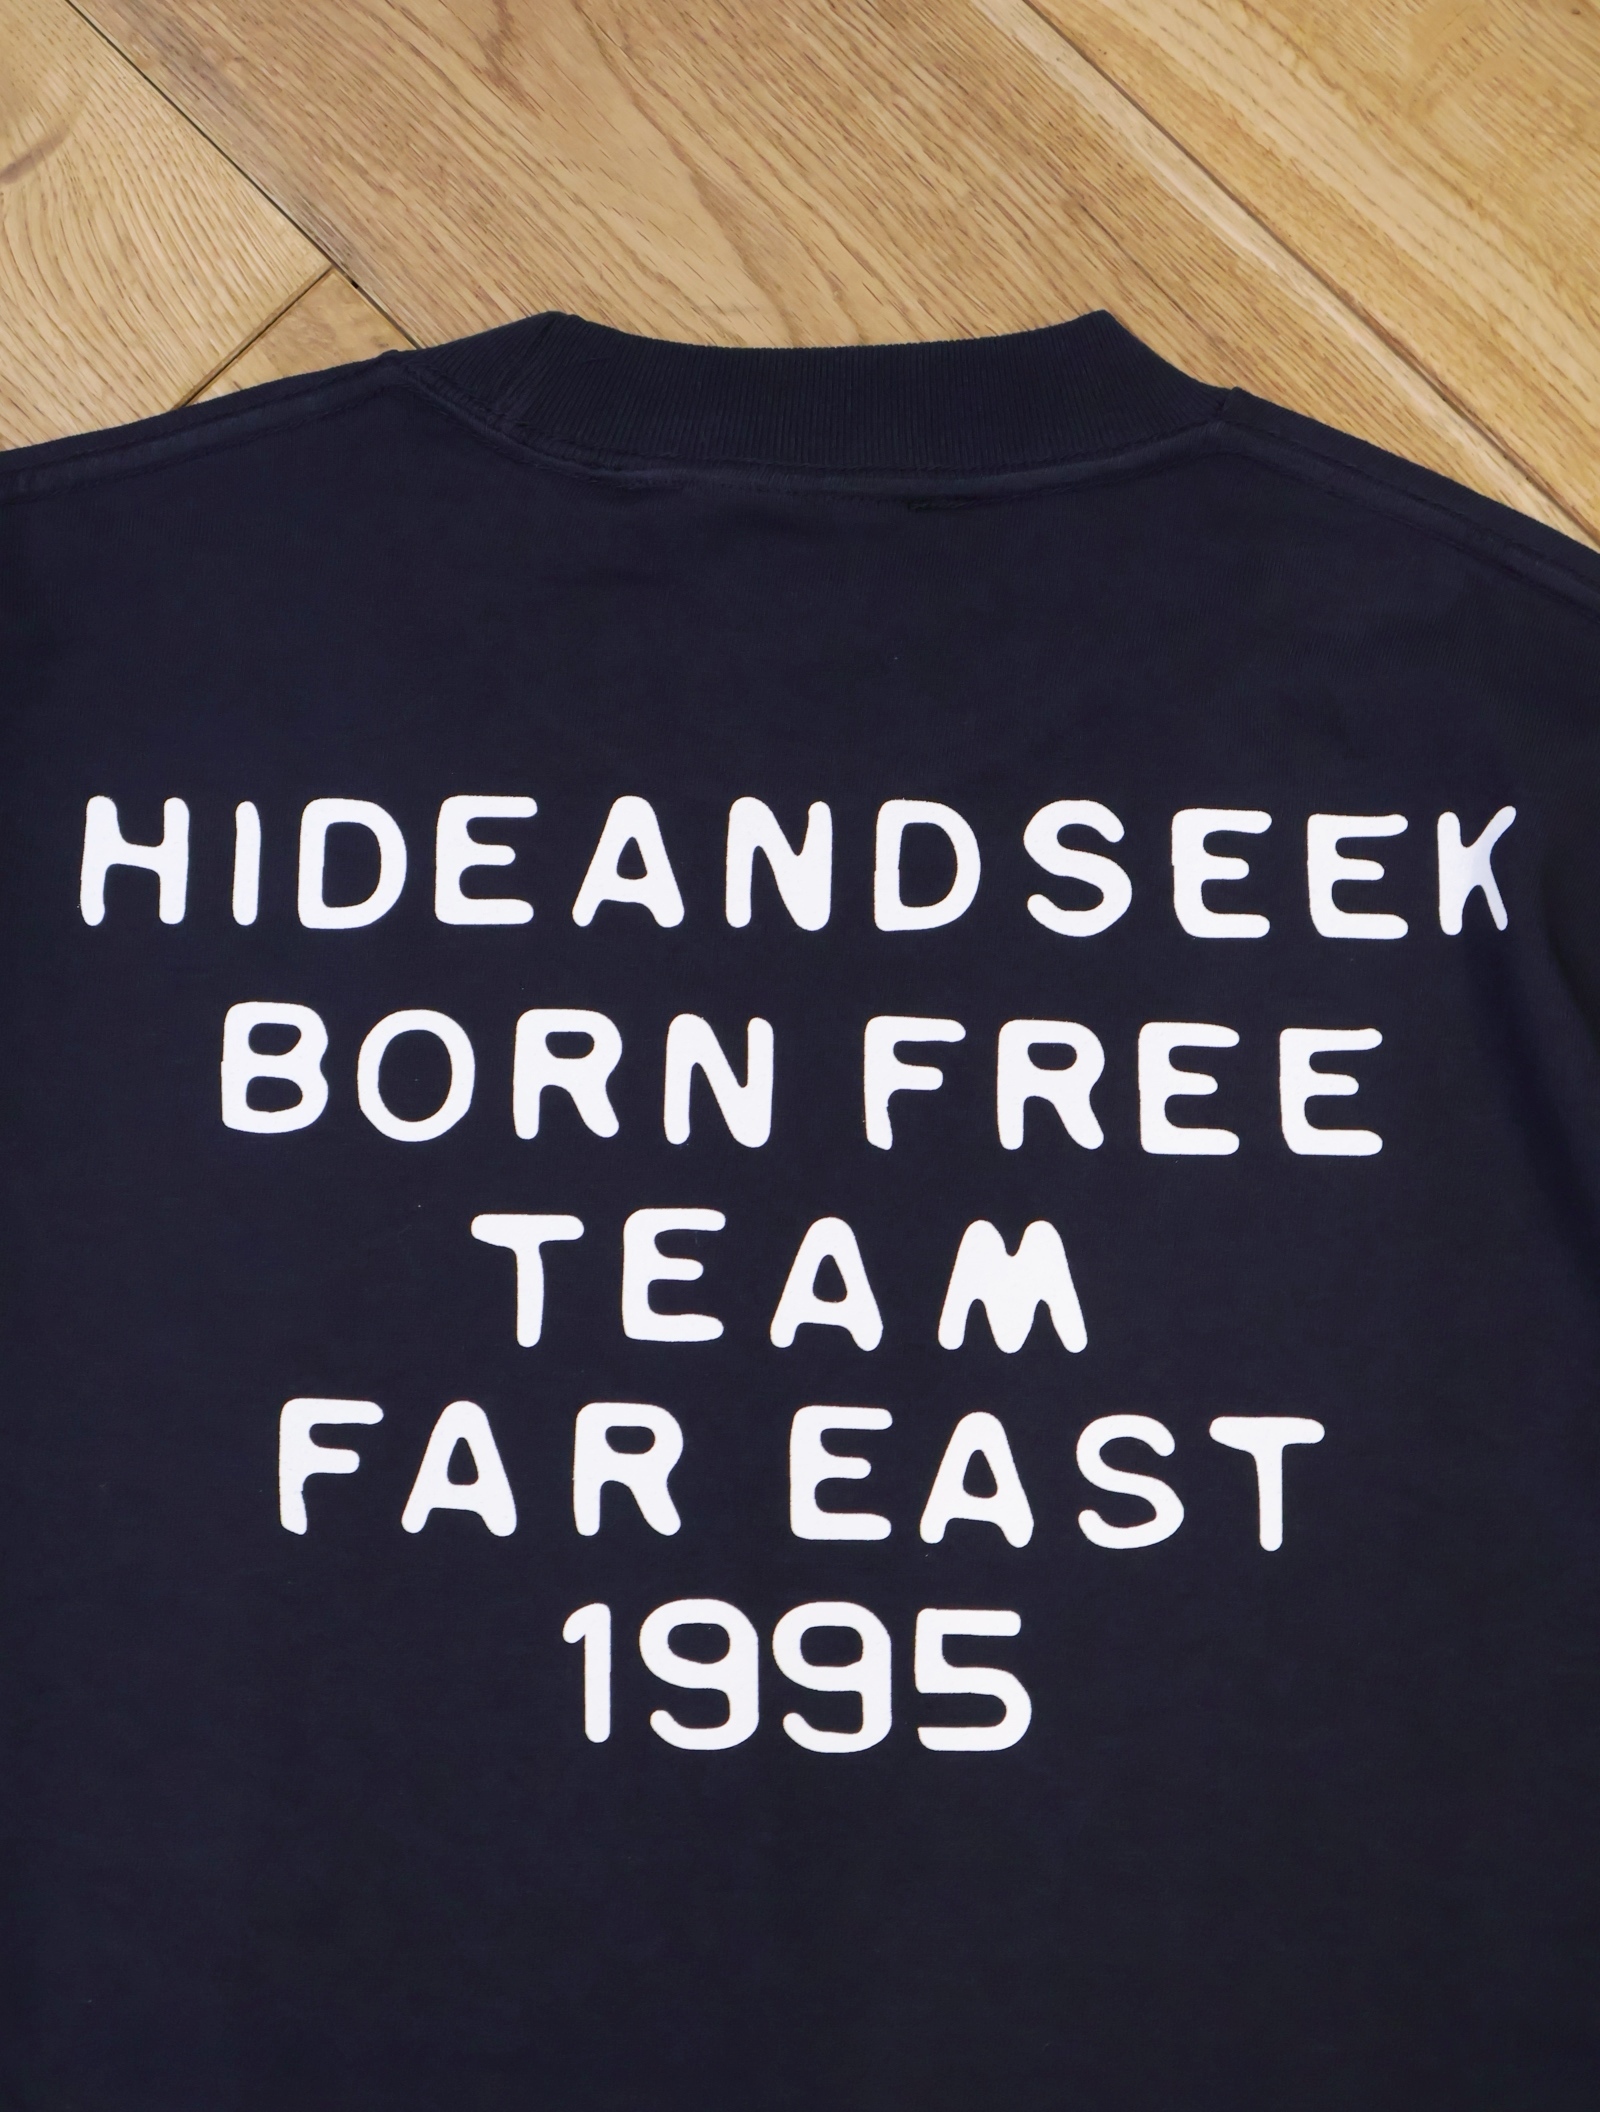 HIDEANDSEEK
BORN FREE
TEAM
FAR EAST
1995